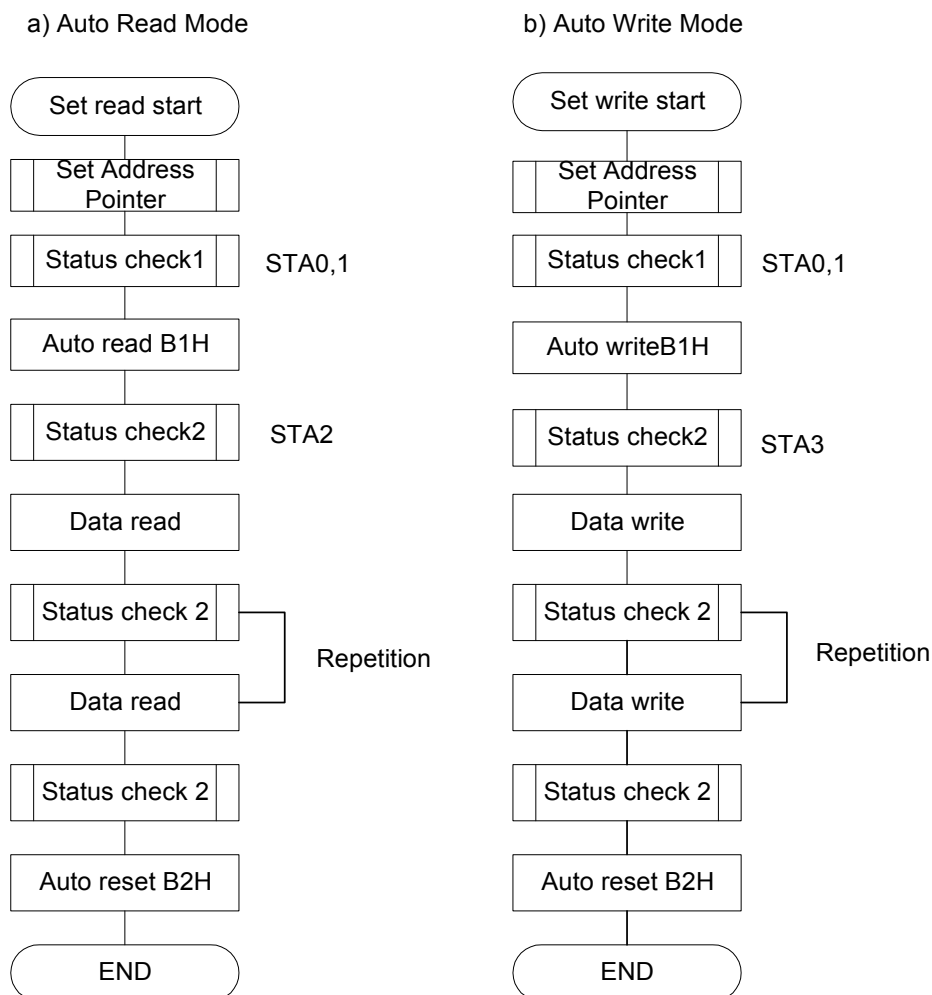 a) Auto Read Mode
Set read start
Set Address
Pointer
Status check1
STA0,1
Auto read B1H
Status check2
STA2
Data read
Status check 2
Repetition
Data read
Status check 2
Auto reset B2H
END
b) Auto Write Mode
Set write start
Set Address
Pointer
Status check1
STA0,1
Auto writeB1H
Status check2
STA3
Data write
Status check 2
Repetition
Data write
Status check 2
Auto reset B2H
END